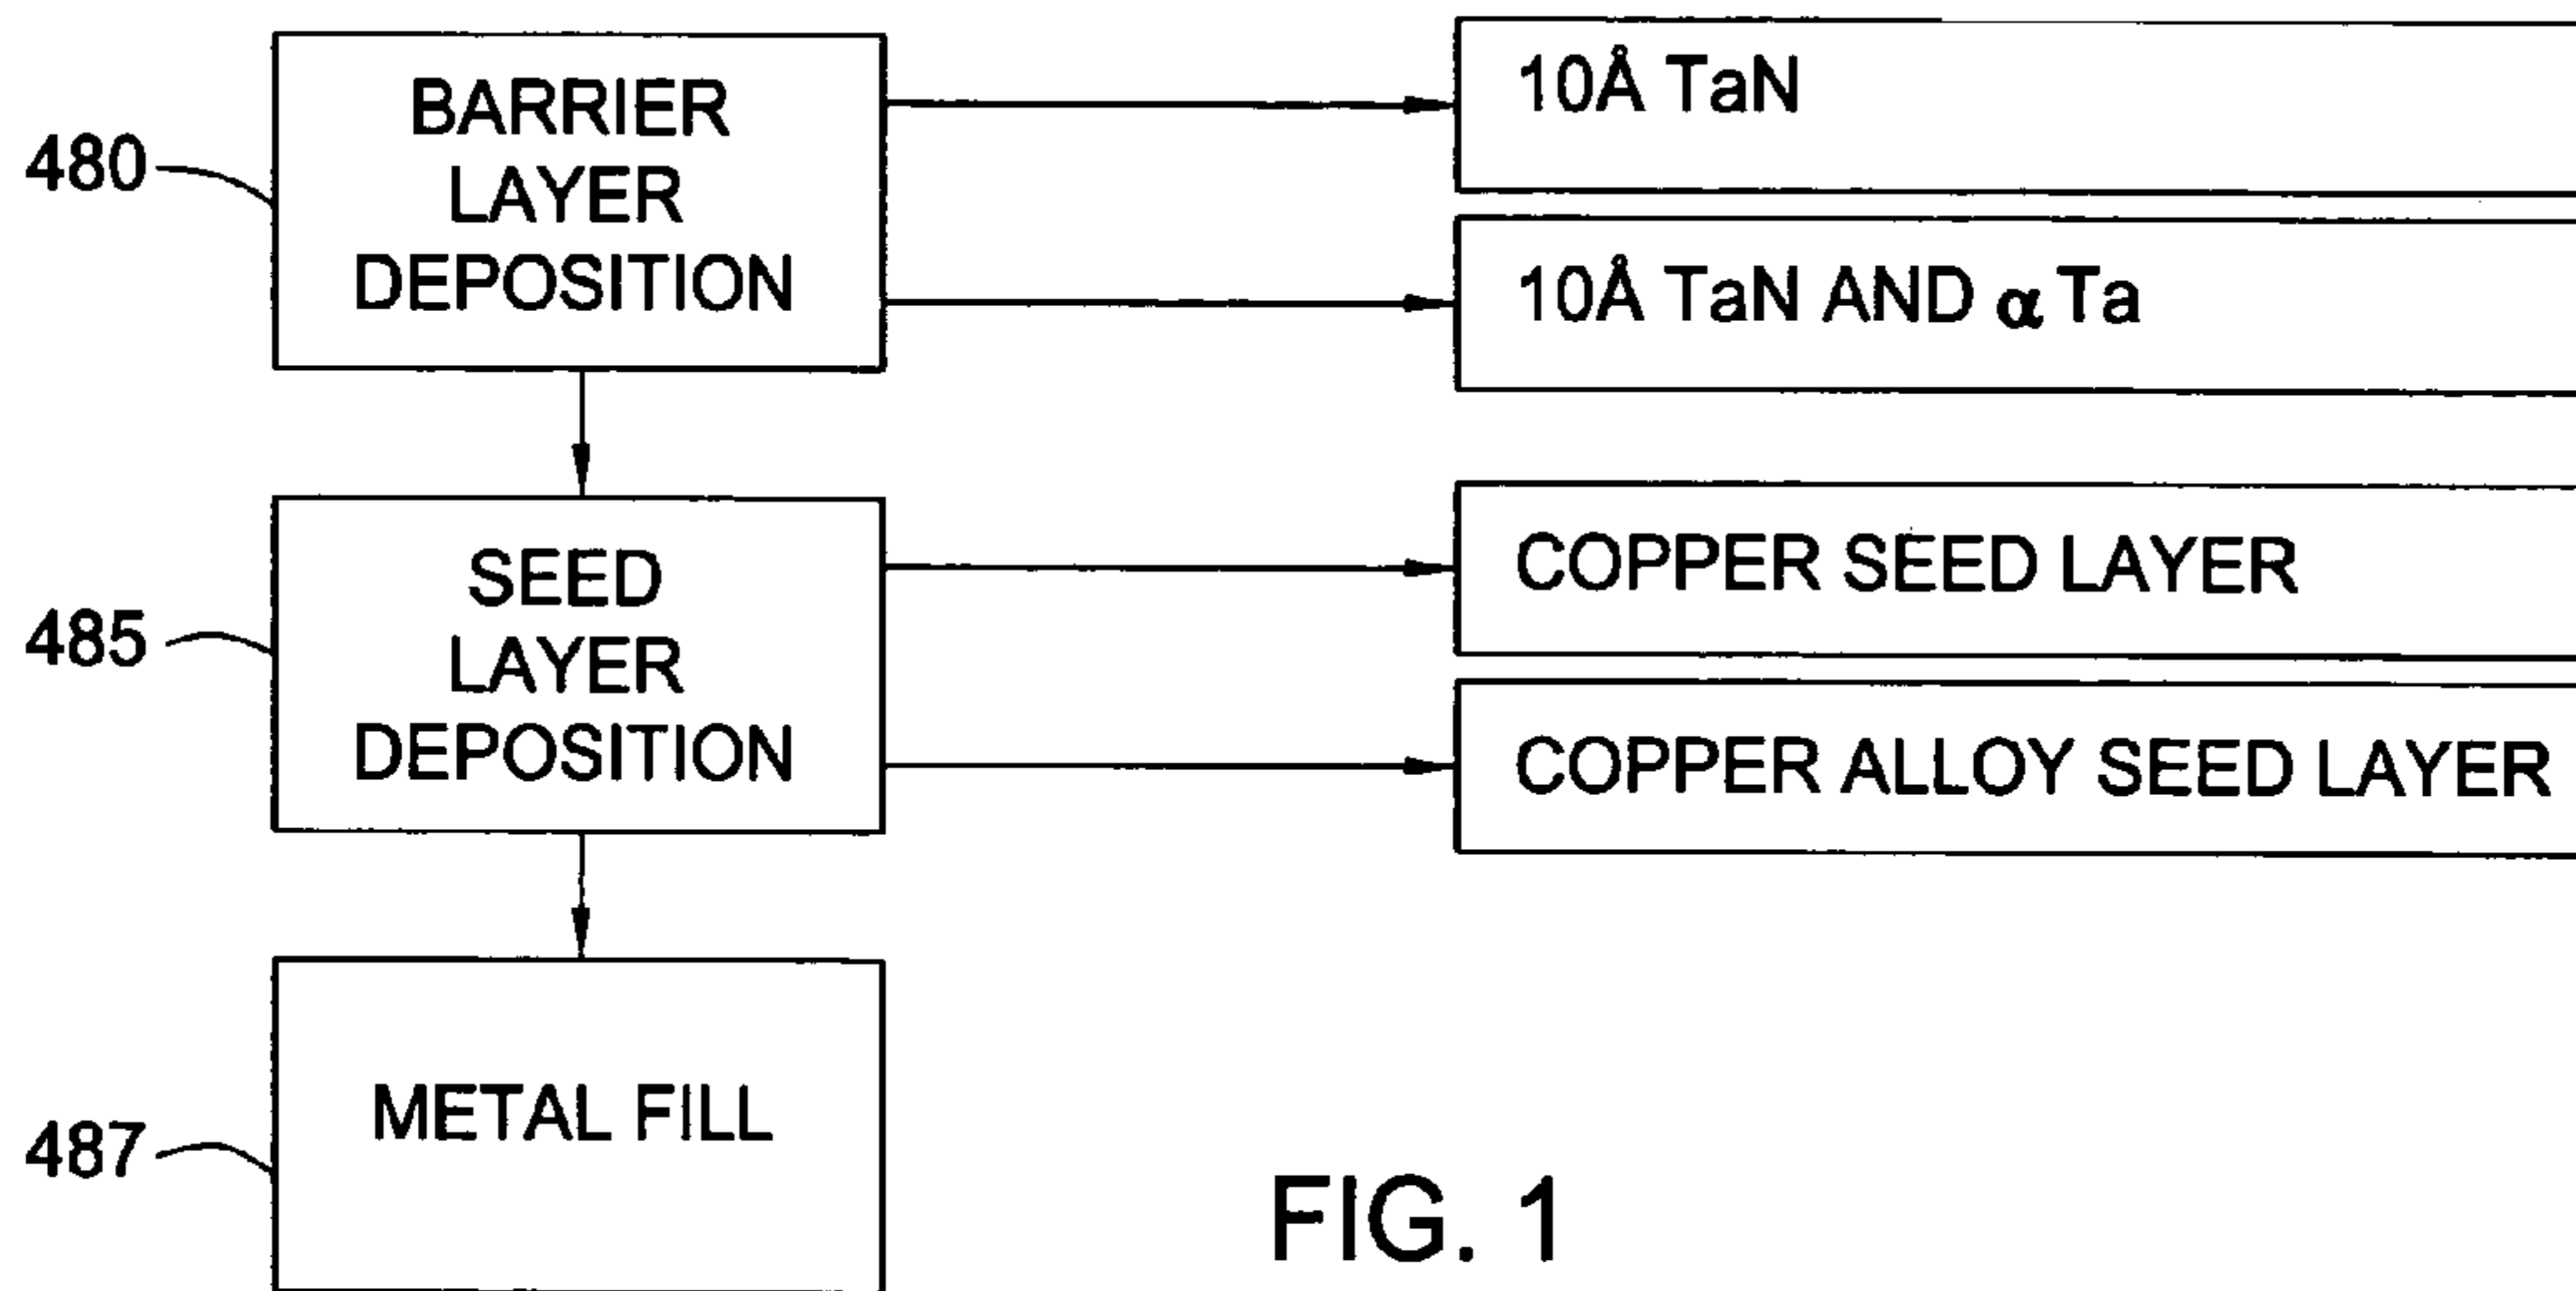 480
BARRIER
LAYER
DEPOSITION
10Å TaN
10Å TaN AND α Ta
485
SEED
LAYER
DEPOSITION
COPPER SEED LAYER
COPPER ALLOY SEED LAYER
487
METAL FILL
FIG. 1